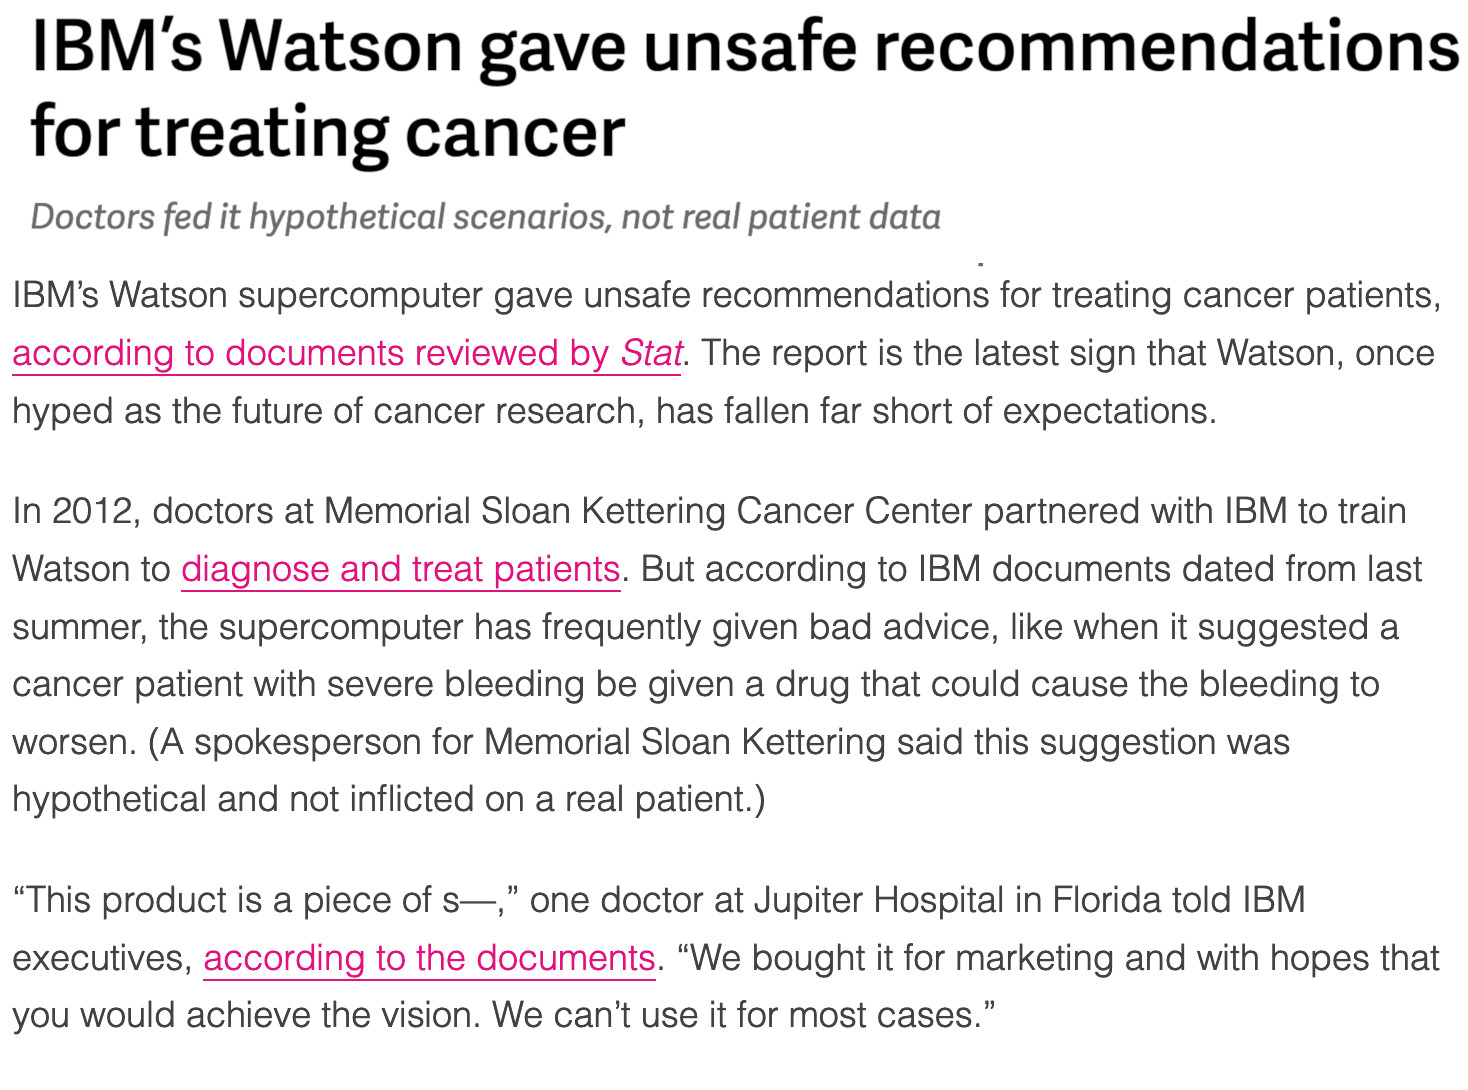 IBM’s Watson gave unsafe recommendations
for treating cancer
Doctors fed it hypothetical scenarios, not real patient data
IBM’s Watson supercomputer gave unsafe recommendations for treating cancer patients,
according to documents reviewed by Stat. The report is the latest sign that Watson, once
hyped as the future of cancer research, has fallen far short of expectations.
In 2012, doctors at Memorial Sloan Kettering Cancer Center partnered with IBM to train
Watson to diagnose and treat patients. But according to IBM documents dated from last
summer, the supercomputer has frequently given bad advice, like when it suggested a
cancer patient with severe bleeding be given a drug that could cause the bleeding to
worsen. (A spokesperson for Memorial Sloan Kettering said this suggestion was
hypothetical and not inflicted on a real patient.)
“This product is a piece of s—,” one doctor at Jupiter Hospital in Florida told IBM
executives, according to the documents. “We bought it for marketing and with hopes that
you would achieve the vision. We can’t use it for most cases.”